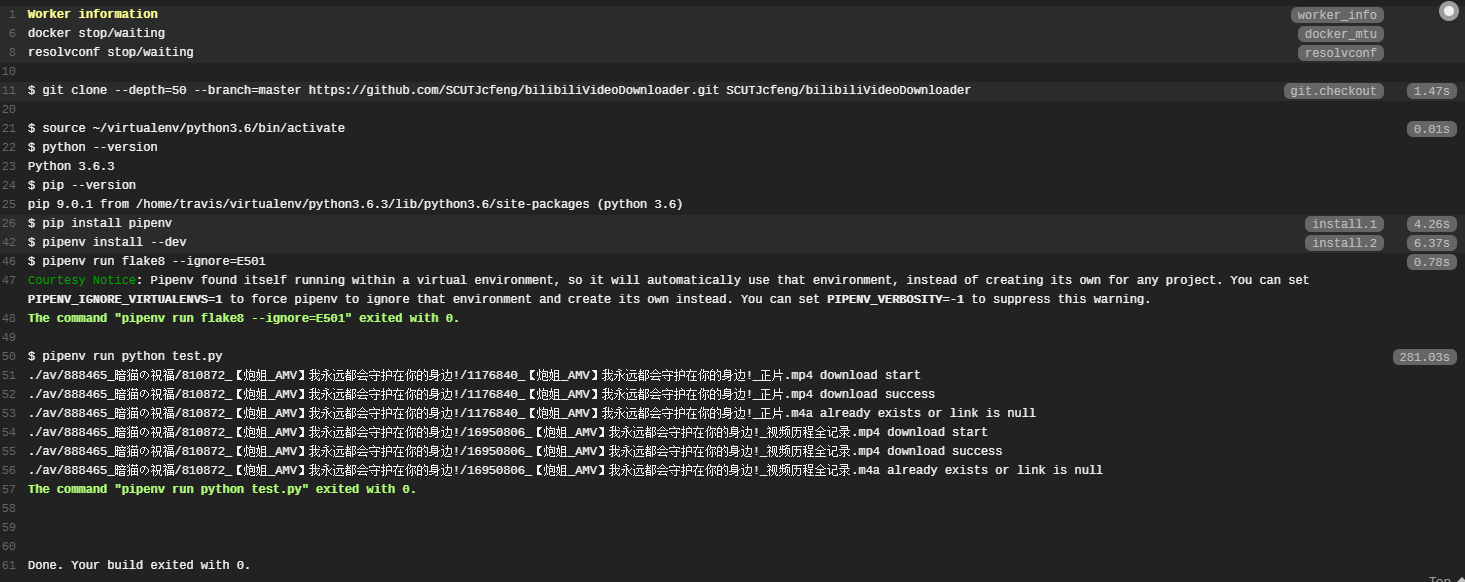 1 Worker information worker_info
6 docker stop/waiting docker_mtu
8 resolvconf stop/waiting resolvconf
10
11 $ git clone --depth=50 --branch=master https://github.com/SCUTJcfeng/bilibiliVideoDownloader.git SCUTJcfeng/bilibiliVideoDownloader git.checkout 1.47s
20
21 $ source ~/virtualenv/python3.6/bin/activate 0.01s
22 $ python --version
23 Python 3.6.3
24 $ pip --version
25 pip 9.0.1 from /home/travis/virtualenv/python3.6.3/lib/python3.6/site-packages (python 3.6)
26 $ pip install pipenv install.1 4.26s
42 $ pipenv install --dev install.2 6.37s
46 $ pipenv run flake8 --ignore=E501 0.78s
47 Courtesy Notice: Pipenv found itself running within a virtual environment, so it will automatically use that environment, instead of creating its own for any project. You can set
PIPENV_IGNORE_VIRTUALENVS=1 to force pipenv to ignore that environment and create its own instead. You can set PIPENV_VERBOSITY=-1 to suppress this warning.
48 The command "pipenv run flake8 --ignore=E501" exited with 0.
49
50 $ pipenv run python test.py 281.03s
51 ./av/888465_暗猫の祝福/810872_【炮姐_AMV】我永远都会守护在你的身边!/1176840_【炮姐_AMV】我永远都会守护在你的身边!_正片.mp4 download start
52 ./av/888465_暗猫の祝福/810872_【炮姐_AMV】我永远都会守护在你的身边!/1176840_【炮姐_AMV】我永远都会守护在你的身边!_正片.mp4 download success
53 ./av/888465_暗猫の祝福/810872_【炮姐_AMV】我永远都会守护在你的身边!/1176840_【炮姐_AMV】我永远都会守护在你的身边!_正片.m4a already exists or link is null
54 ./av/888465_暗猫の祝福/810872_【炮姐_AMV】我永远都会守护在你的身边!/16950806_【炮姐_AMV】我永远都会守护在你的身边!_视频历程全记录.mp4 download start
55 ./av/888465_暗猫の祝福/810872_【炮姐_AMV】我永远都会守护在你的身边!/16950806_【炮姐_AMV】我永远都会守护在你的身边!_视频历程全记录.mp4 download success
56 ./av/888465_暗猫の祝福/810872_【炮姐_AMV】我永远都会守护在你的身边!/16950806_【炮姐_AMV】我永远都会守护在你的身边!_视频历程全记录.m4a already exists or link is null
57 The command "pipenv run python test.py" exited with 0.
58
59
60
61 Done. Your build exited with 0.
Top